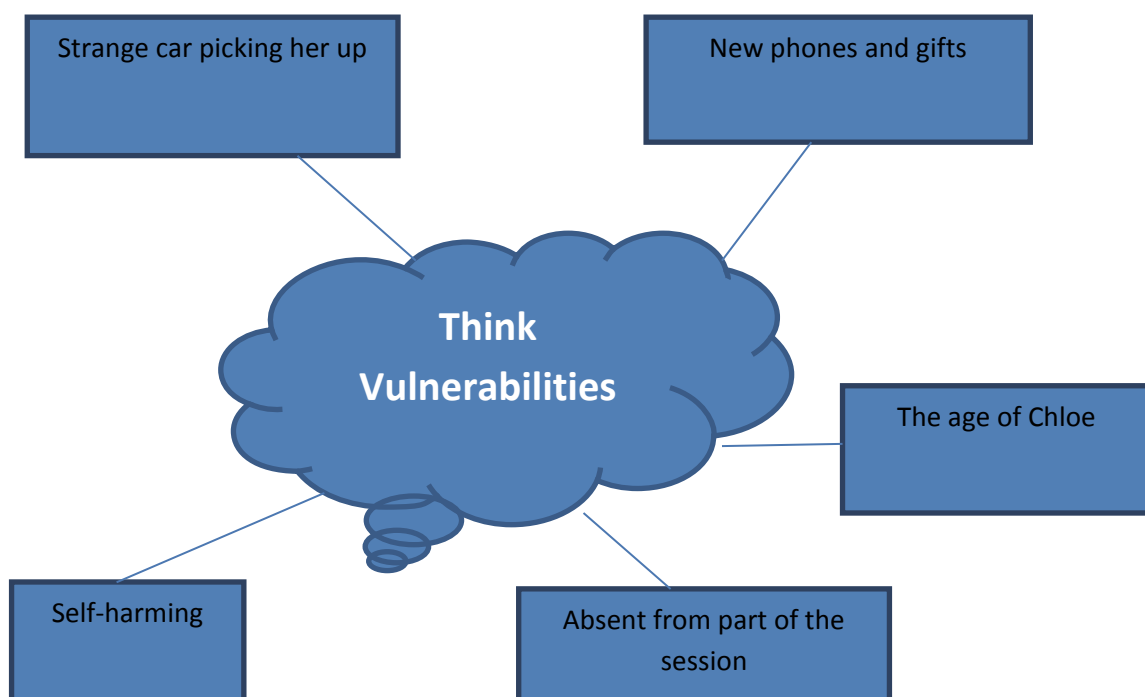 Strange car picking her up
New phones and gifts
Think
Vulnerabilities
The age of Chloe
Self-harming
Absent from part of the
session